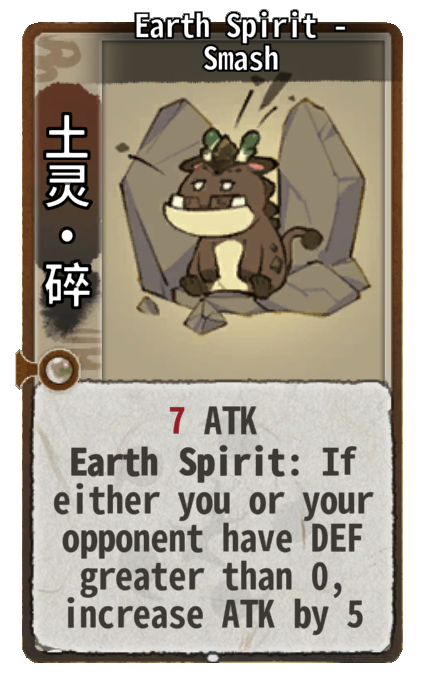 Earth Spirit -
Smash
土灵·碎
7 ATK
Earth Spirit: If
either you or your
opponent have DEF
greater than 0,
increase ATK by 5